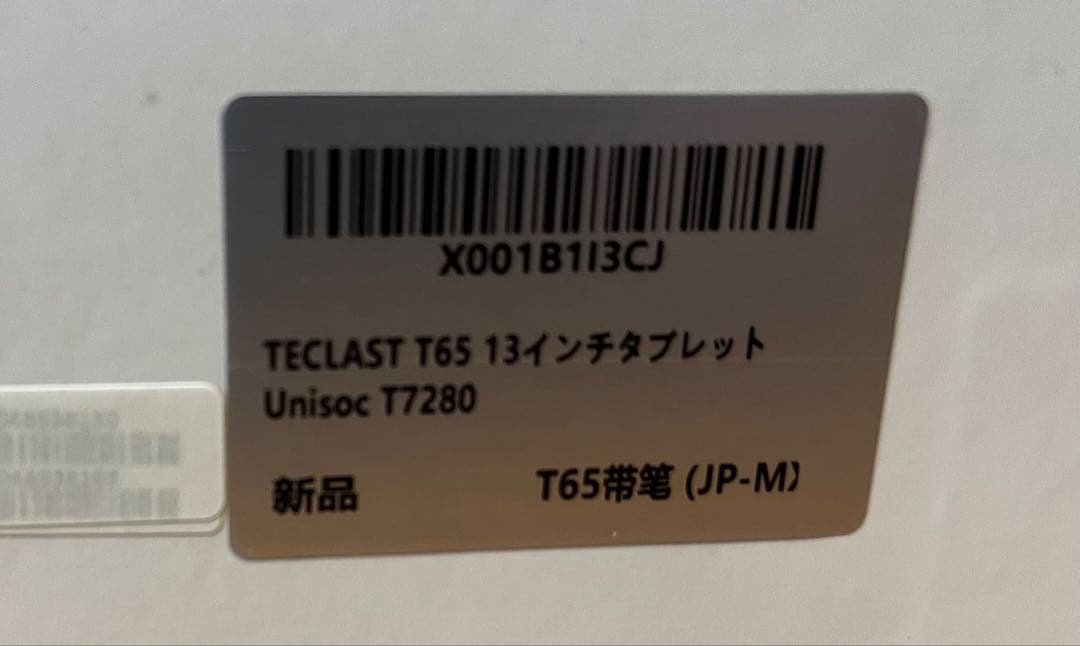 X001B1I3CJ
TECLAST T65 13インチタブレット
Unisoc T7280
新品
T65带笔 (JP-M)